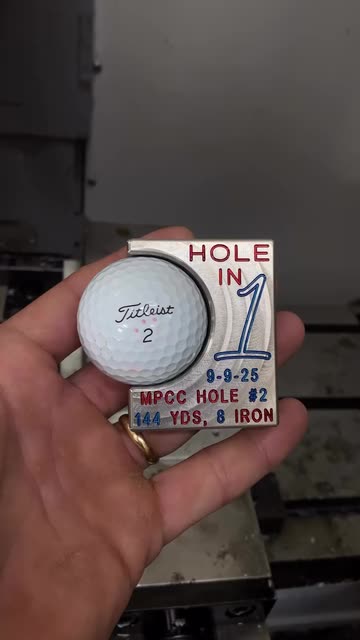 Titleist
2
HOLE
IN
1
9-9-25
MPCC HOLE #2
144 YDS, 8 IRON